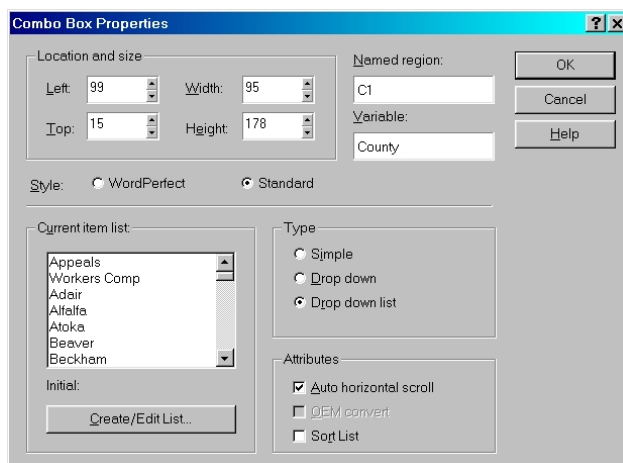 Combo Box Properties
Location and size
Left: 99 Width: 95
Top: 15 Height: 178
Named region:
C1
Variable:
County
OK
Cancel
Help
Style: WordPerfect Standard
Current item list:
Appeals
Workers Comp
Adair
Alfalfa
Atoka
Beaver
Beckham
Initial:
Create/Edit List...
Type
Simple
Drop down
Drop down list
Attributes
Auto horizontal scroll
OEM convert
Sort List